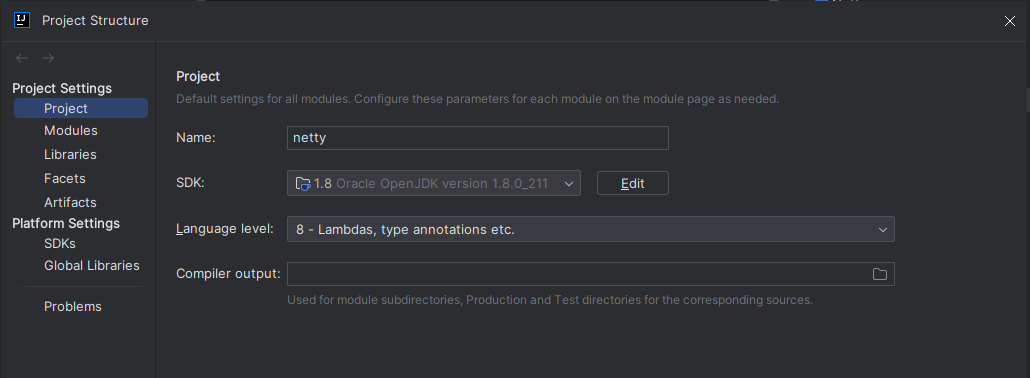 IJ
Project Structure
Project Settings
Project
Modules
Libraries
Facets
Artifacts
Platform Settings
SDKs
Global Libraries
Problems
Project
Default settings for all modules. Configure these parameters for each module on the module page as needed.
Name: netty
SDK: 1.8 Oracle OpenJDK version 1.8.0_211 Edit
Language level: 8 - Lambdas, type annotations etc.
Compiler output:
Used for module subdirectories, Production and Test directories for the corresponding sources.